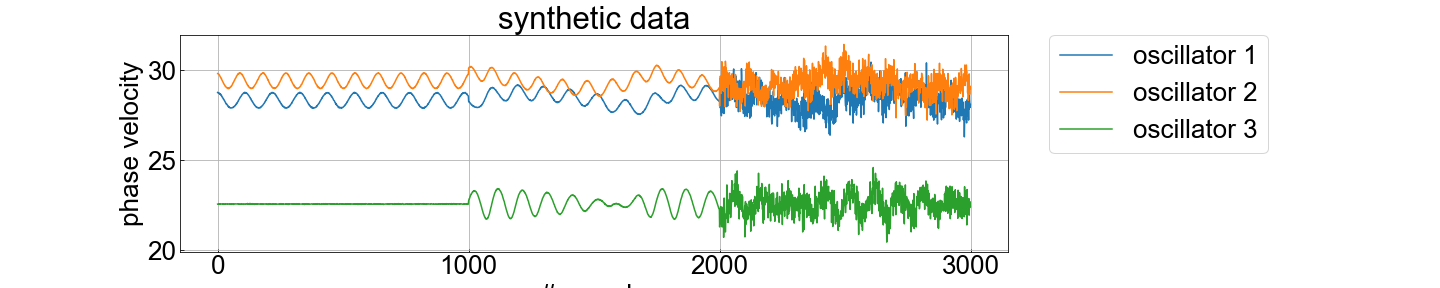 synthetic data
phase velocity
30
25
20
0 1000 2000 3000
oscillator 1
oscillator 2
oscillator 3